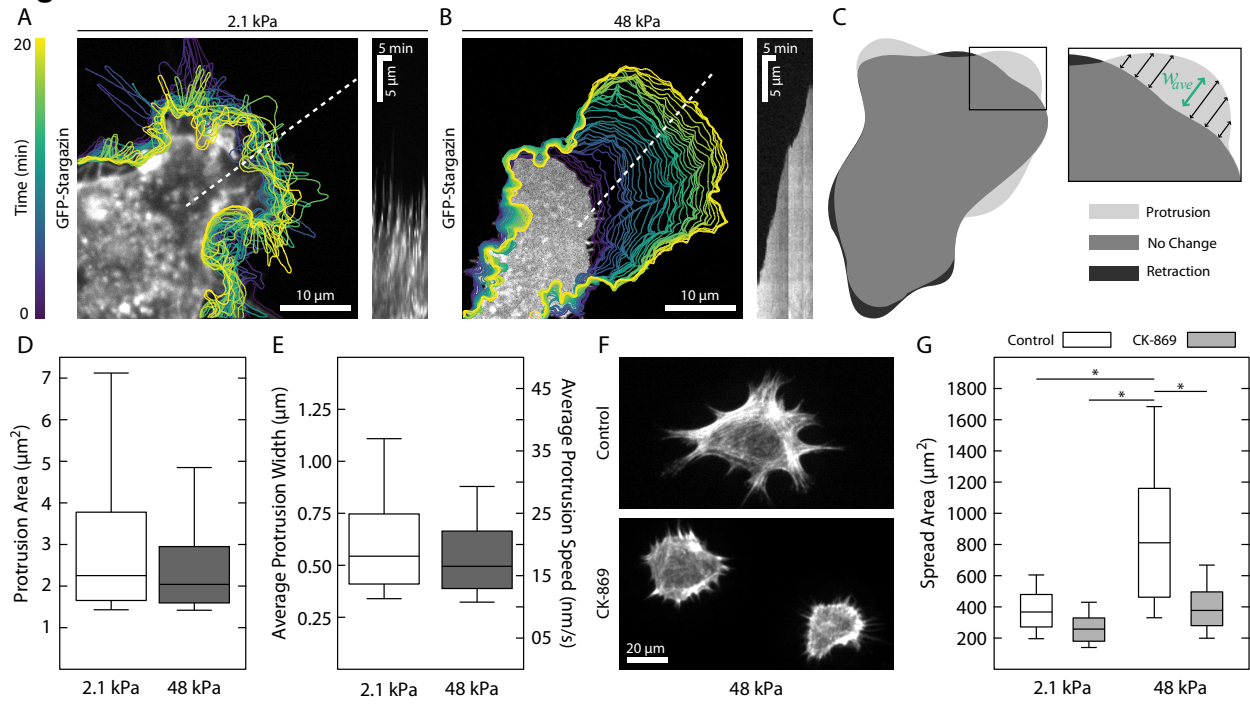 A
2.1 kPa
20
Time (min)
0
GFP-Stargazin
10 µm
5 min
5 µm
B
48 kPa
GFP-Stargazin
10 µm
5 min
5 µm
C
Wave
Protrusion
No Change
Retraction
D
Protrusion Area (µm²)
7
6
5
4
3
2
1
2.1 kPa
48 kPa
E
Average Protrusion Width (µm)
1.25
1.00
0.75
0.50
0.25
45
35
25
15
05
Average Protrusion Speed (nm/s)
2.1 kPa
48 kPa
F
Control
CK-869
20 µm
48 kPa
G
Control
CK-869
Spread Area (µm²)
1800
1600
1400
1200
1000
800
600
400
200
*
*
*
2.1 kPa
48 kPa